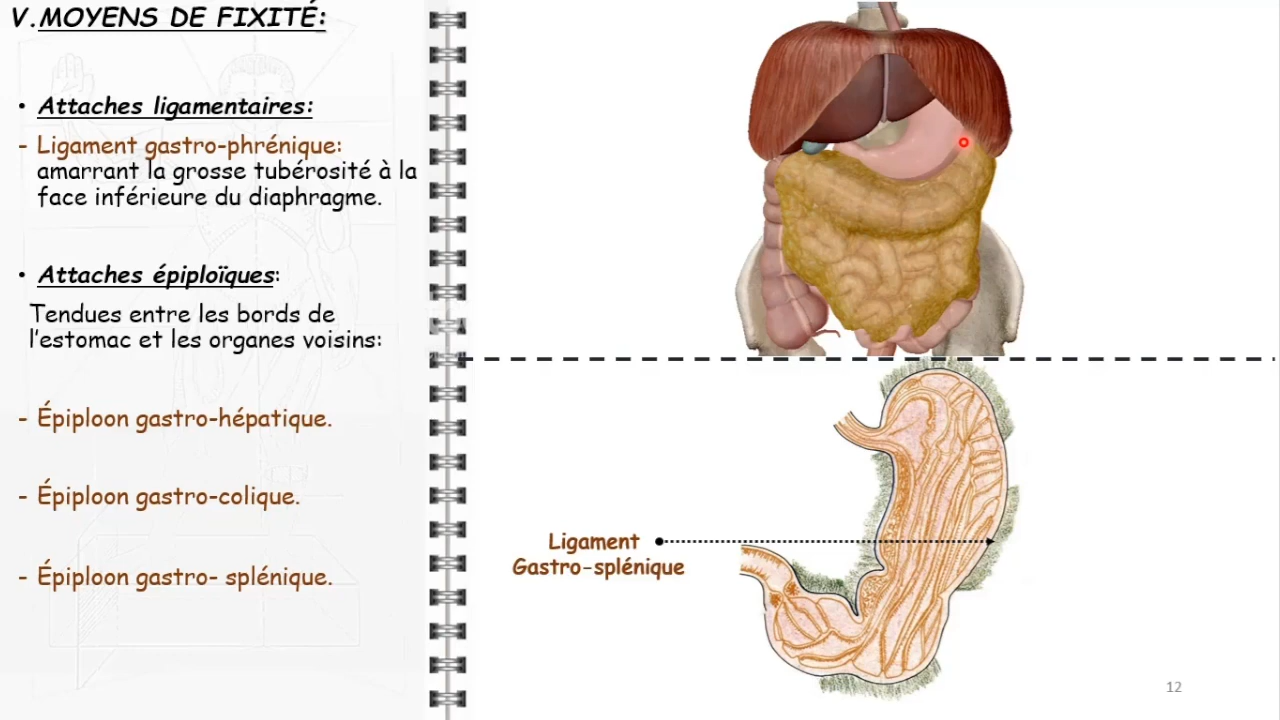 V.MOYENS DE FIXITÉ:
• Attaches ligamentaires:
- Ligament gastro-phrénique:
amarrant la grosse tubérosité à la
face inférieure du diaphragme.
• Attaches épiploïques:
Tendues entre les bords de
l'estomac et les organes voisins:
- Épiploon gastro-hépatique.
- Épiploon gastro-colique.
- Épiploon gastro- splénique.
Ligament
Gastro-splénique
12